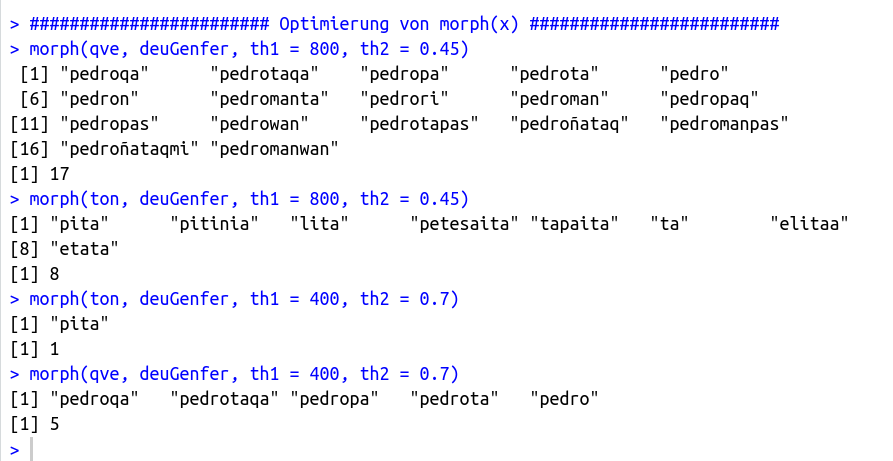 > ######################## Optimierung von morph(x) #########################
> morph(qve, deuGenfer, th1 = 800, th2 = 0.45)
 [1] "pedroqa"      "pedrotaqa"    "pedropa"      "pedrota"      "pedro"
 [6] "pedron"       "pedromanta"   "pedrori"      "pedroman"     "pedropaq"
[11] "pedropas"     "pedrowan"     "pedrotapas"   "pedroñataq"   "pedromanpas"
[16] "pedroñataqmi" "pedromanwan"
[1] 17
> morph(ton, deuGenfer, th1 = 800, th2 = 0.45)
[1] "pita"      "pitinia"   "lita"      "petesaita" "tapaita"   "ta"        "elitaa"
[8] "etata"
[1] 8
> morph(ton, deuGenfer, th1 = 400, th2 = 0.7)
[1] "pita"
[1] 1
> morph(qve, deuGenfer, th1 = 400, th2 = 0.7)
[1] "pedroqa"   "pedrotaqa" "pedropa"   "pedrota"   "pedro"
[1] 5
>